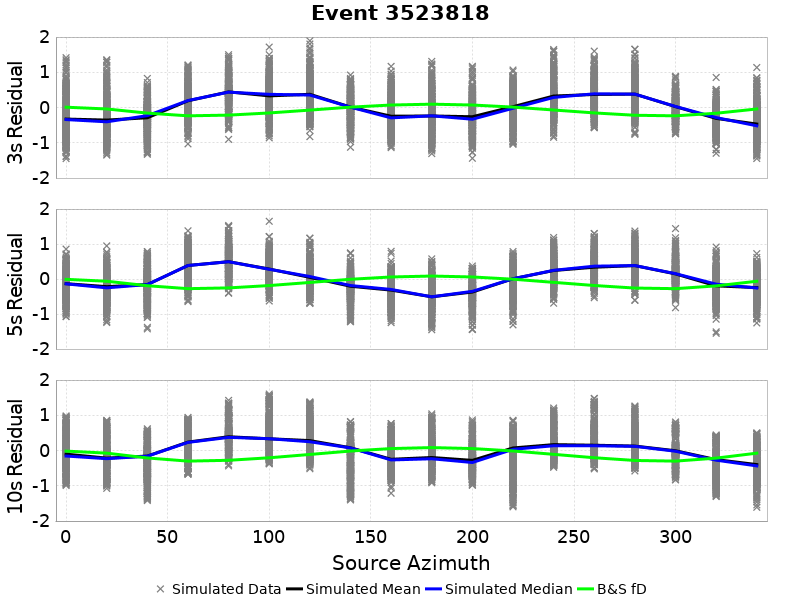 Event 3523818
3s Residual
2
1
0
-1
-2
5s Residual
2
1
0
-1
-2
10s Residual
2
1
0
-1
-2
0 50 100 150 200 250 300
Source Azimuth
Simulated Data Simulated Mean Simulated Median B&S fD